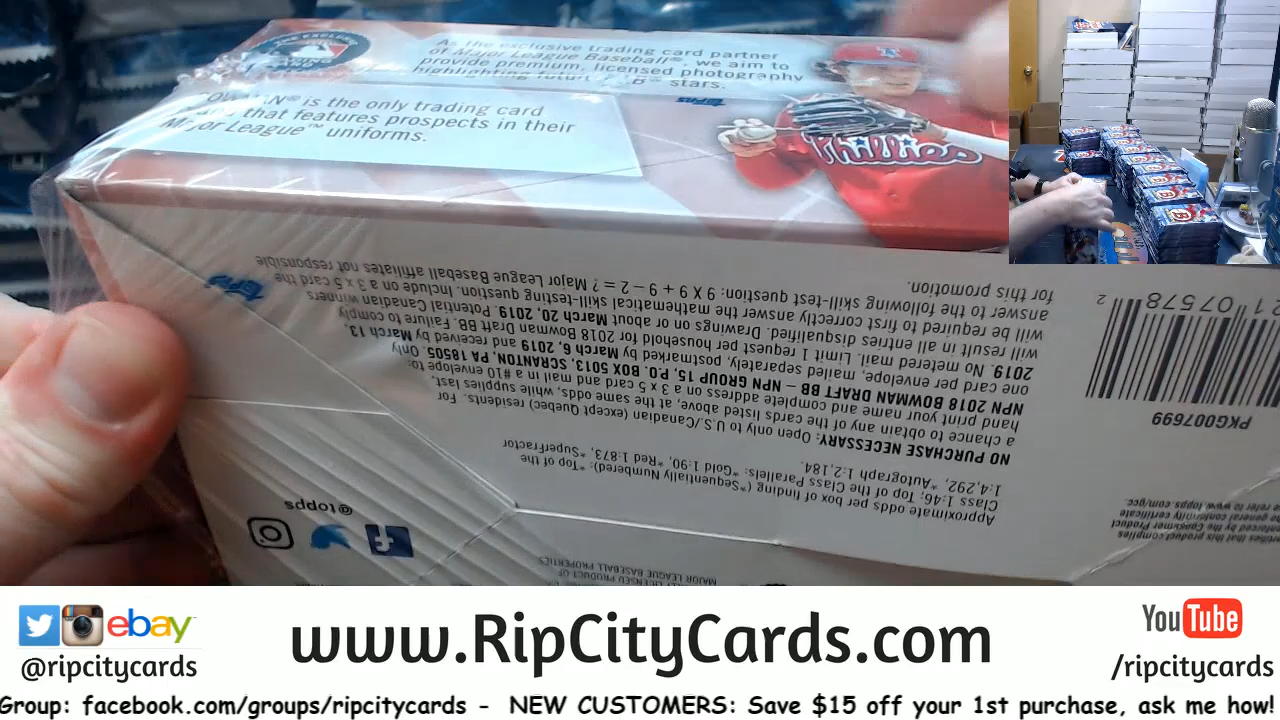 As the exclusive trading card partner
of Major League Baseball®, we aim to
provide premium, licensed photography
stars.
topps
is the only trading card
that features prospects in their
Major League™ uniforms.
Phillies
Approximate odds per box of finding (*Sequentially Numbered): *Top of the
Class 1:46; Top of the Class Parallels: *Gold 1:90, *Red 1:873, *SuperFractor
1:4,292, *Autograph 1:2,184.
NO PURCHASE NECESSARY: Open only to U.S./Canadian (except Quebec) residents. For
a chance to obtain any of the cards listed above, at the same odds, while supplies last,
hand print your name and complete address on a 3 x 5 card and mail in a #10 envelope to:
NPN 2018 BOWMAN DRAFT BB – NPN GROUP 15, P.O. BOX 5013, SCRANTON, PA 18505. Only
one card per envelope, mailed separately, postmarked by March 6, 2019 and received by March 13,
2019. No metered mail. Limit 1 request per household for 2018 Bowman Draft BB. Failure to comply
will result in all entries disqualified. Drawings on or about March 20, 2019. Potential Canadian winners
will be required to first correctly answer the mathematical skill-testing question. Include on a 3 x 5 card the
answer to the following skill-test question: 9 X 9 + 9 – 2 = ? Major League Baseball affiliates not responsible
for this promotion.
topps
PKG007699
07578
2
@topps
MAJOR LEAGUE BASEBALL PROPERTIES
ebay
@ripcitycards
www.RipCityCards.com
YouTube
/ripcitycards
Group: facebook.com/groups/ripcitycards - NEW CUSTOMERS: Save $15 off your 1st purchase, ask me how!